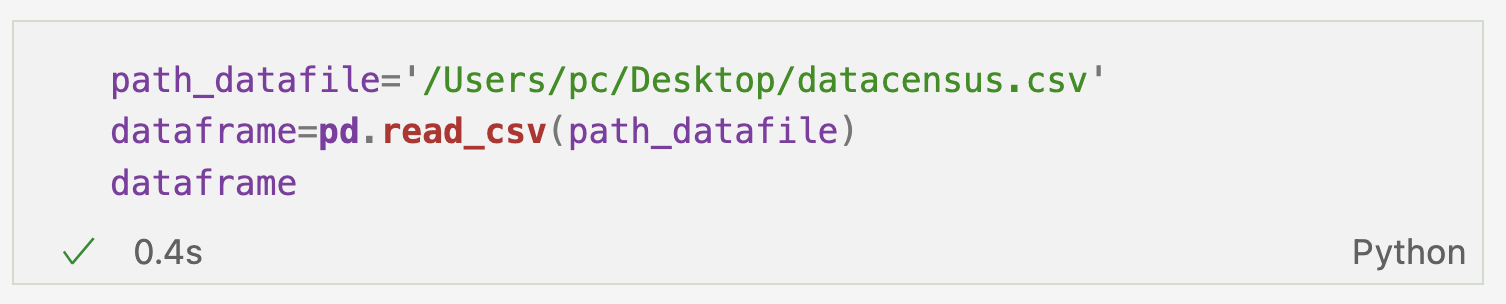 path_datafile='/Users/pc/Desktop/datacensus.csv'
dataframe=pd.read_csv(path_datafile)
dataframe
0.4s
Python